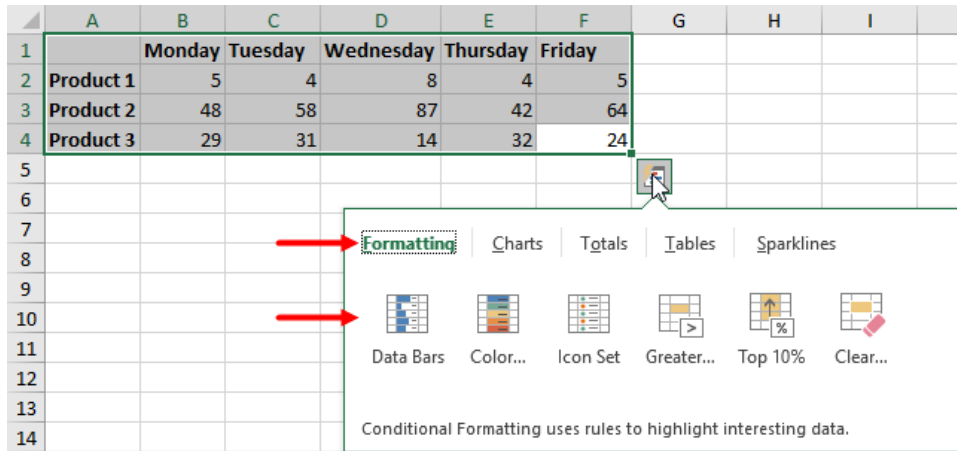 A B C D E F G H I
1 Monday Tuesday Wednesday Thursday Friday
2 Product 1 5 4 8 4 5
3 Product 2 48 58 87 42 64
4 Product 3 29 31 14 32 24
5
6
7
Formatting Charts Totals Tables Sparklines
8
9
10
11
Data Bars Color... Icon Set Greater... Top 10% Clear...
12
13
14
Conditional Formatting uses rules to highlight interesting data.